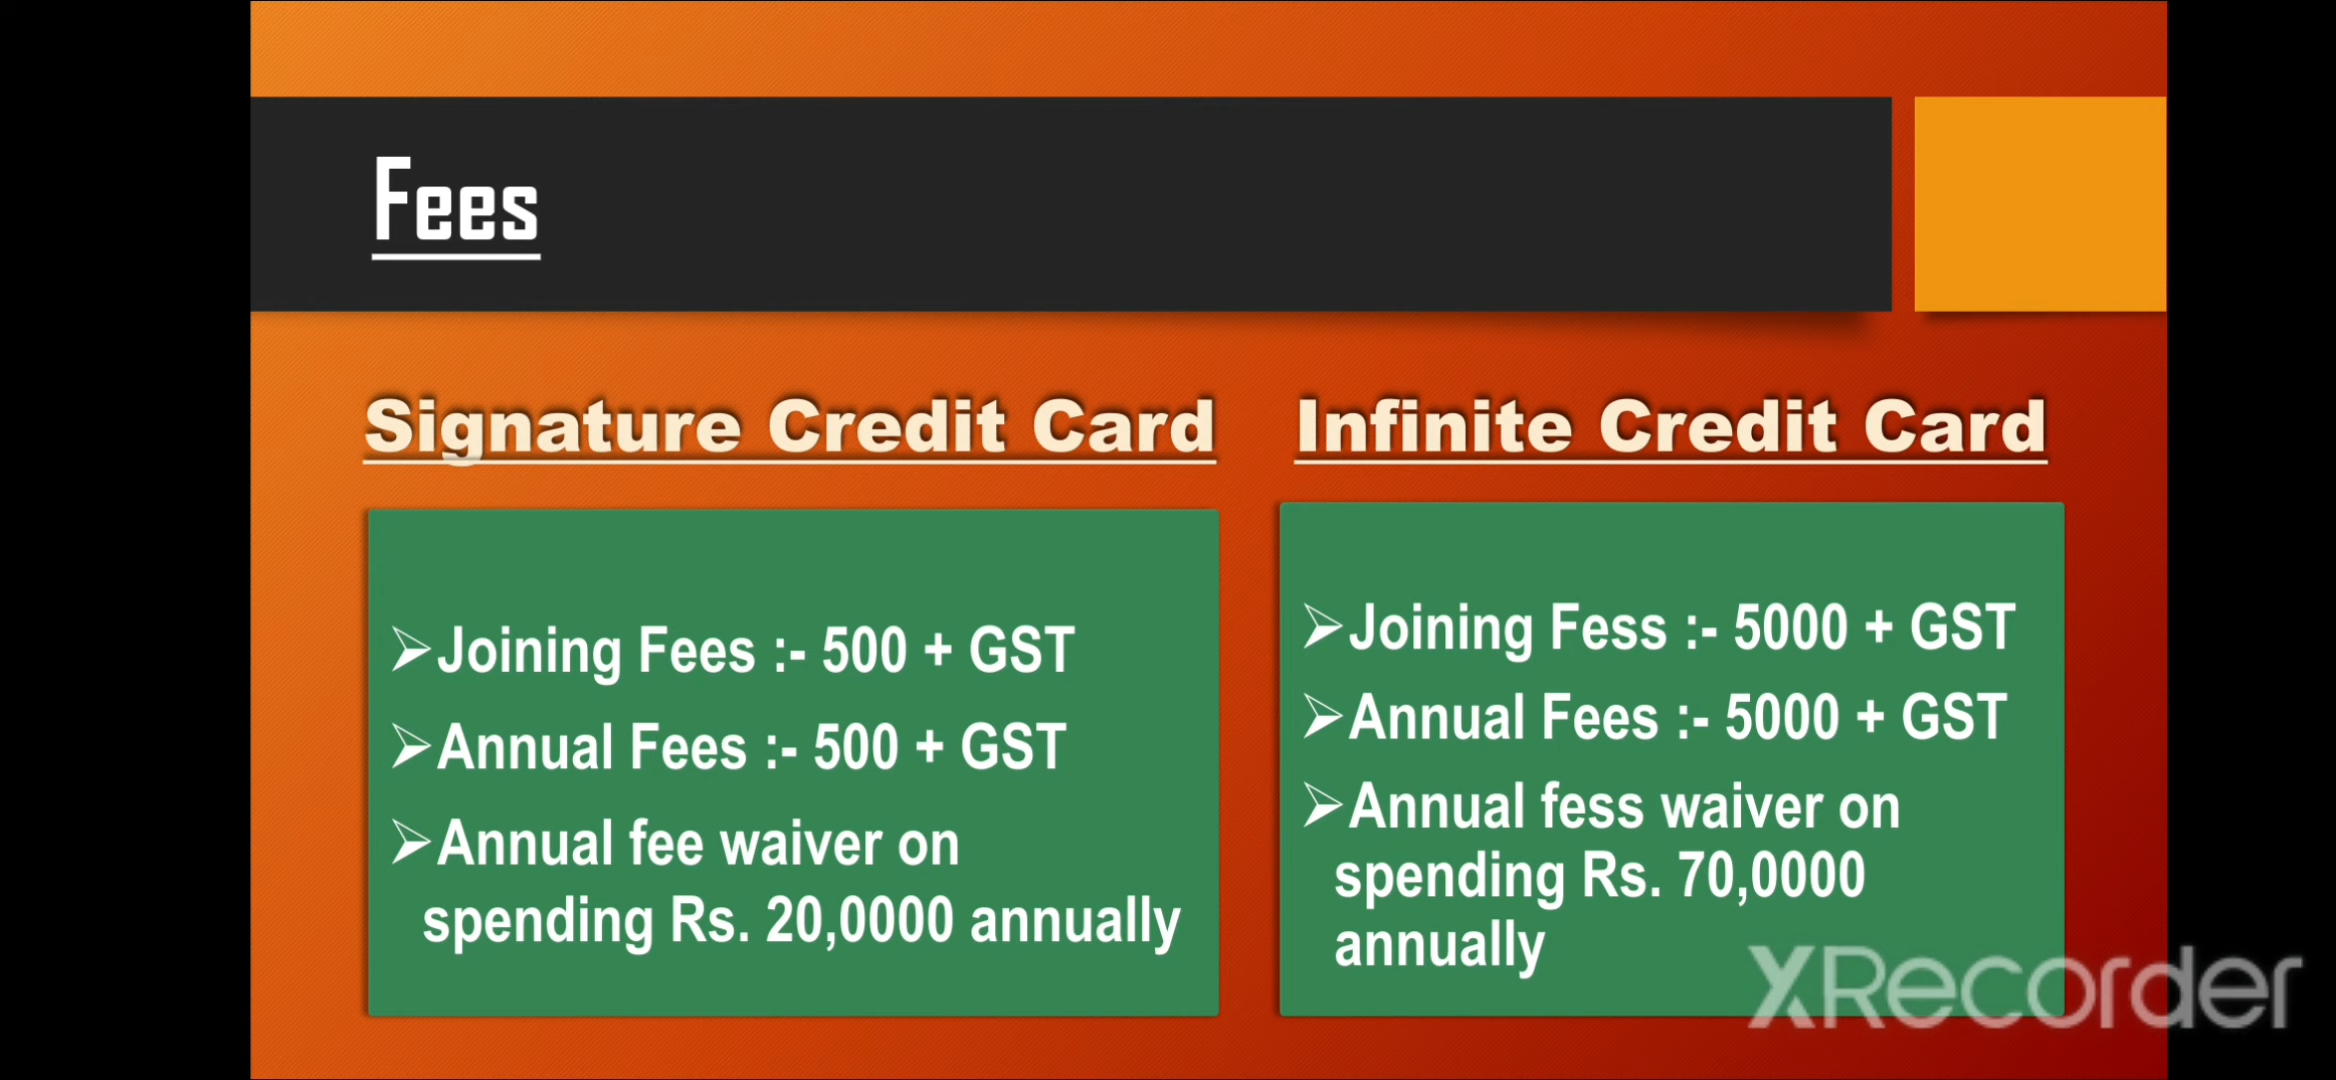 Fees
Signature Credit Card
➢Joining Fees :- 500 + GST
➢Annual Fees :- 500 + GST
➢Annual fee waiver on
spending Rs. 20,0000 annually
Infinite Credit Card
➢Joining Fess :- 5000 + GST
➢Annual Fees :- 5000 + GST
➢Annual fess waiver on
spending Rs. 70,0000
annually
XRecorder